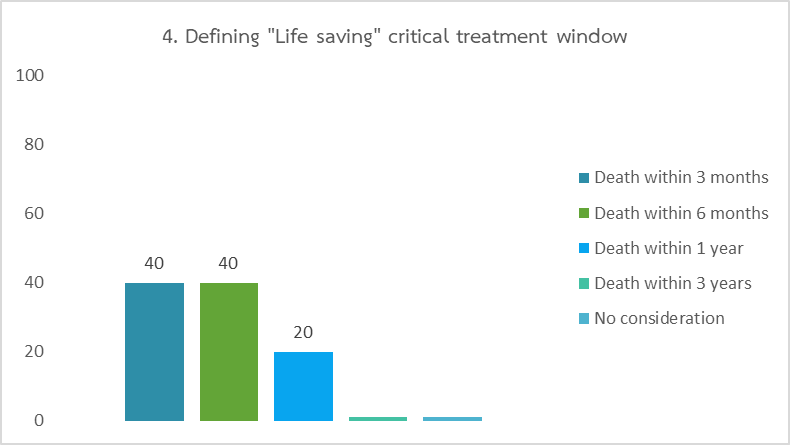 4. Defining "Life saving" critical treatment window
100
80
60
40
20
0
40
40
20
Death within 3 months
Death within 6 months
Death within 1 year
Death within 3 years
No consideration